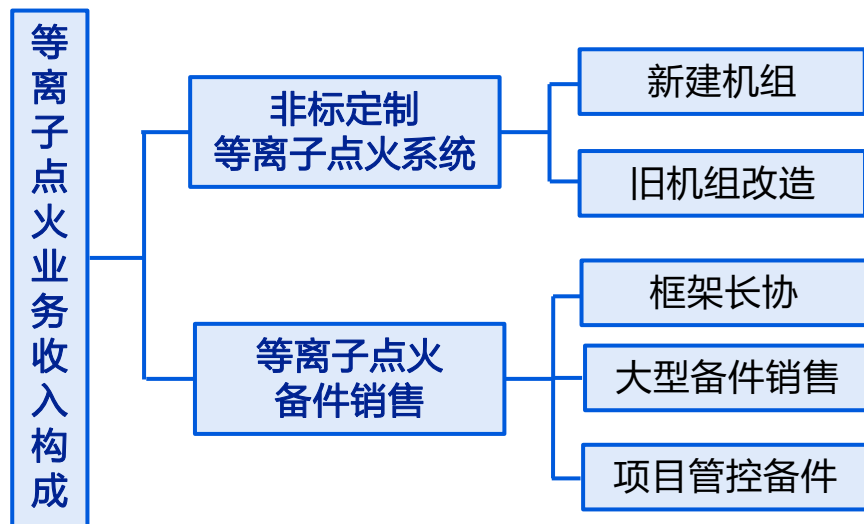 等离子点火业务收入构成
非标定制
等离子点火系统
新建机组
旧机组改造
等离子点火
备件销售
框架长协
大型备件销售
项目管控备件